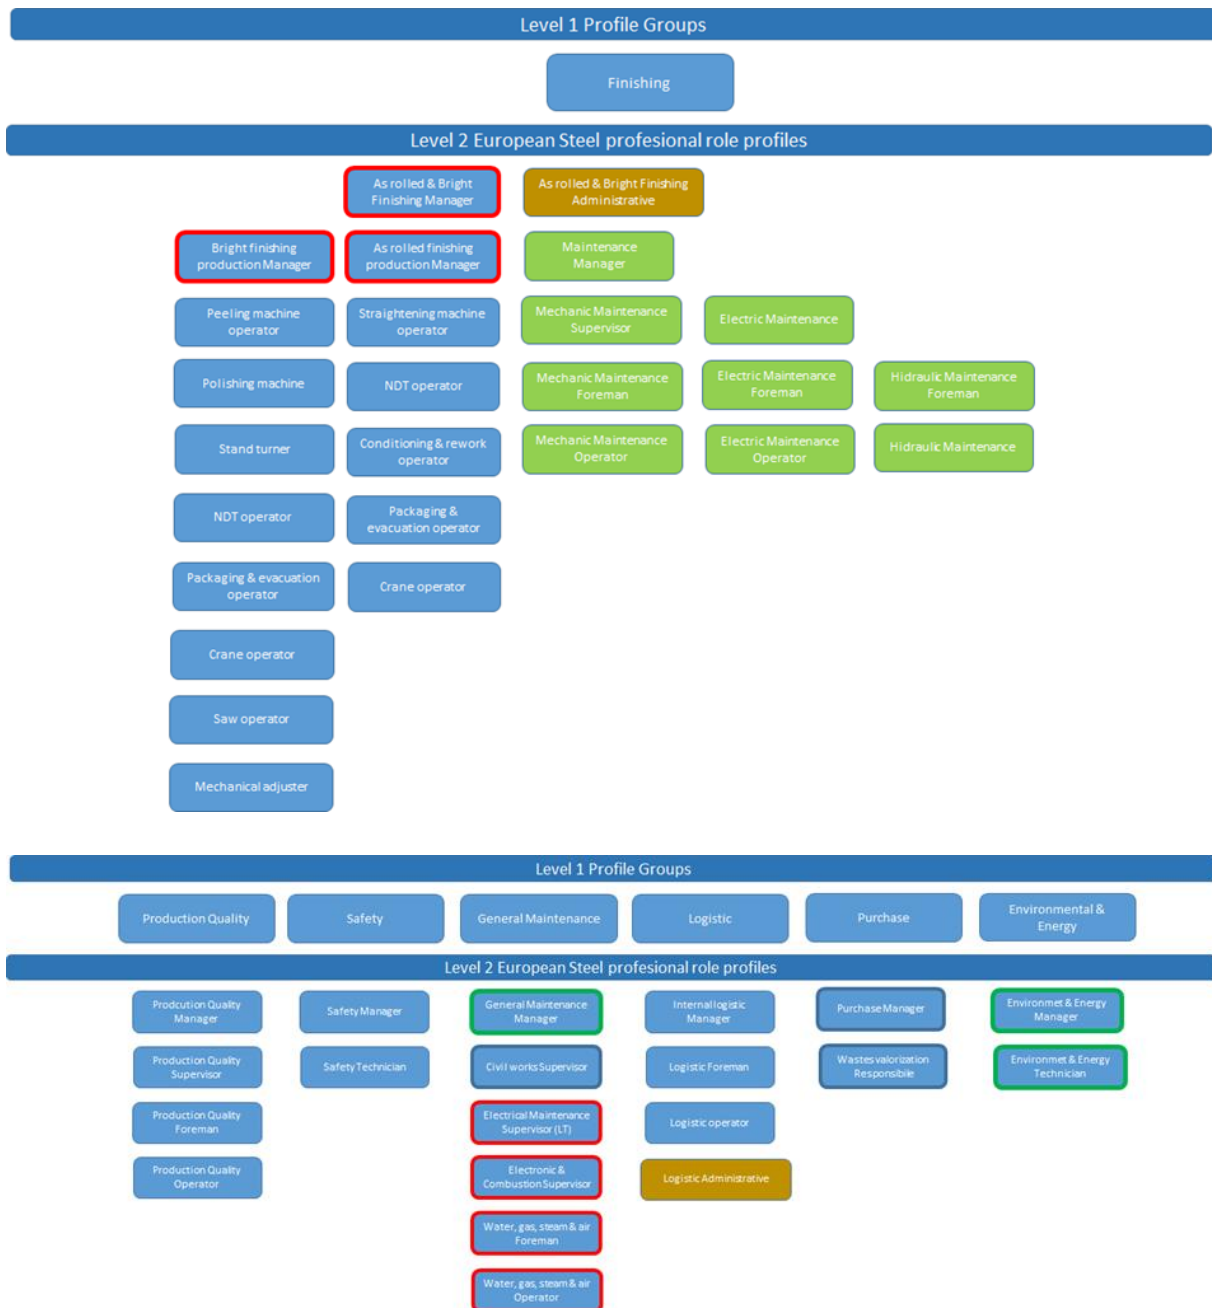 Level 1 Profile Groups
Finishing
Level 2 European Steel profesional role profiles
As rolled & Bright
Finishing Manager
As rolled & Bright Finishing
Administrative
Bright finishing
production Manager
As rolled finishing
production Manager
Maintenance
Manager
Peeling machine
operator
Straightening machine
operator
Mechanic Maintenance
Supervisor
Electric Maintenance
Polishing machine
NDT operator
Mechanic Maintenance
Foreman
Electric Maintenance
Foreman
Hidraulic Maintenance
Foreman
Stand turner
Conditioning & rework
operator
Mechanic Maintenance
Operator
Electric Maintenance
Operator
Hidraulic Maintenance
NDT operator
Packaging &
evacuation operator
Packaging & evacuation
operator
Crane operator
Crane operator
Saw operator
Mechanical adjuster
Level 1 Profile Groups
Production Quality
Safety
General Maintenance
Logistic
Purchase
Environmental &
Energy
Level 2 European Steel profesional role profiles
Prodcution Quality
Manager
Safety Manager
General Maintenance
Manager
Internal logistic
Manager
Purchase Manager
Environmet & Energy
Manager
Production Quality
Supervisor
Safety Technician
Civil works Supervisor
Logistic Foreman
Wastes valorization
Responsibile
Environmet & Energy
Technician
Production Quality
Foreman
Electrical Maintenance
Supervisor (LT)
Logistic operator
Production Quality
Operator
Electronic &
Combustion Supervisor
Logistic Administrative
Water, gas, steam & air
Foreman
Water, gas, steam & air
Operator